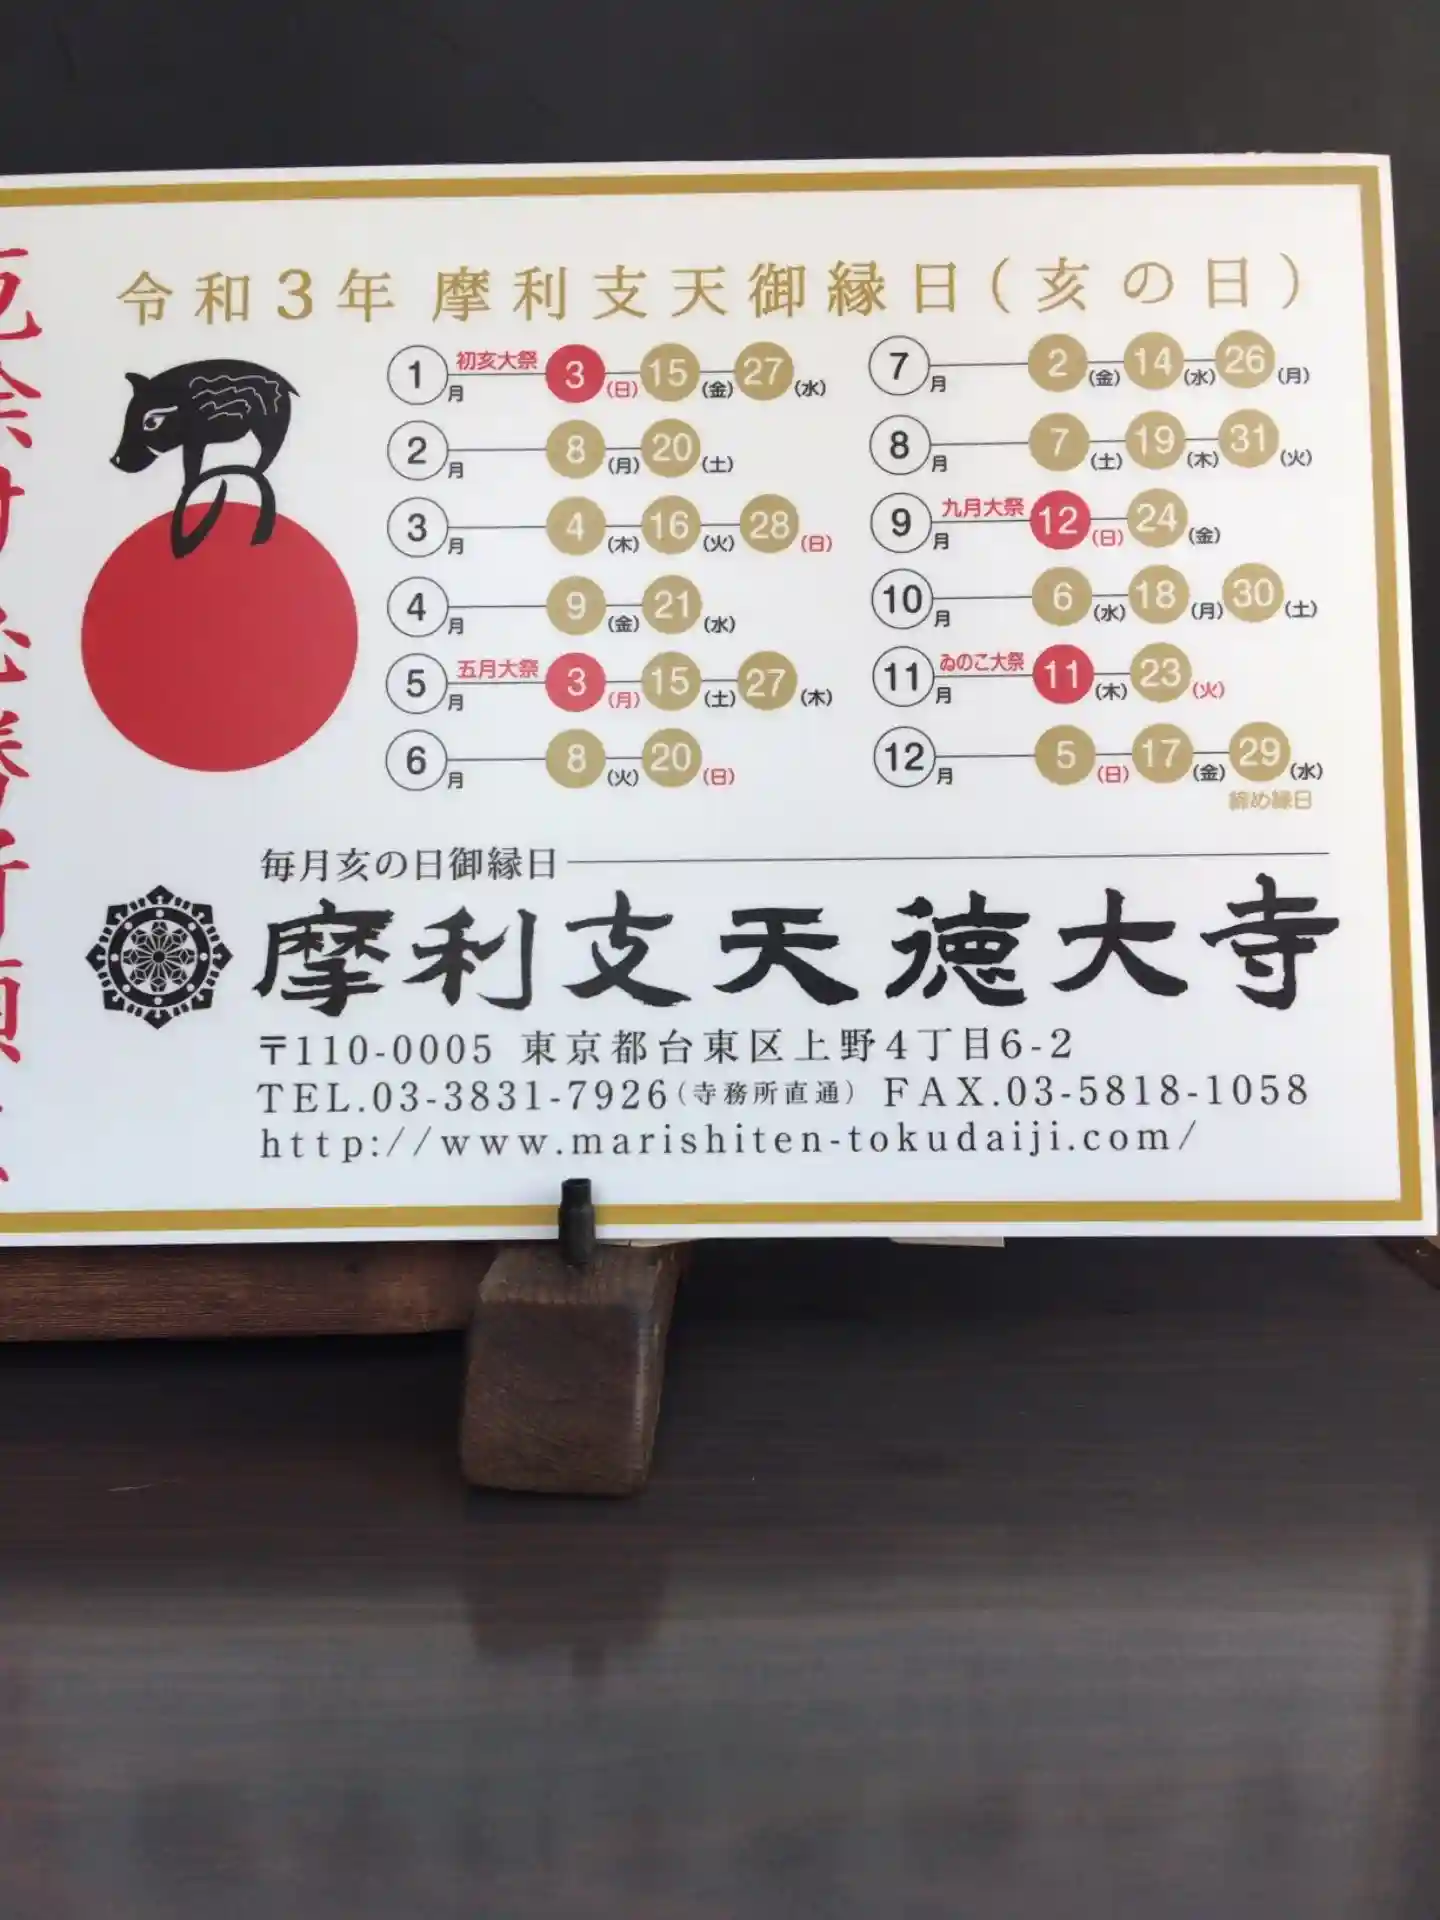 令和3年 摩利支天御縁日(亥の日)
の
1月 初亥大祭 3(日) 15(金) 27(水)
2月 8(月) 20(土)
3月 4(木) 16(火) 28(日)
4月 9(金) 21(水)
5月 五月大祭 3(月) 15(土) 27(木)
6月 8(火) 20(日)
7月 2(金) 14(水) 26(月)
8月 7(土) 19(木) 31(火)
9月 九月大祭 12(日) 24(金)
10月 6(水) 18(月) 30(土)
11月 ゐのこ大祭 11(木) 23(火)
12月 5(日) 17(金) 29(水)
締め縁日
毎月亥の日御縁日
摩利支天徳大寺
〒110-0005 東京都台東区上野4丁目6-2
TEL.03-3831-7926(寺務所直通) FAX.03-5818-1058
http://www.marishiten-tokudaiji.com/